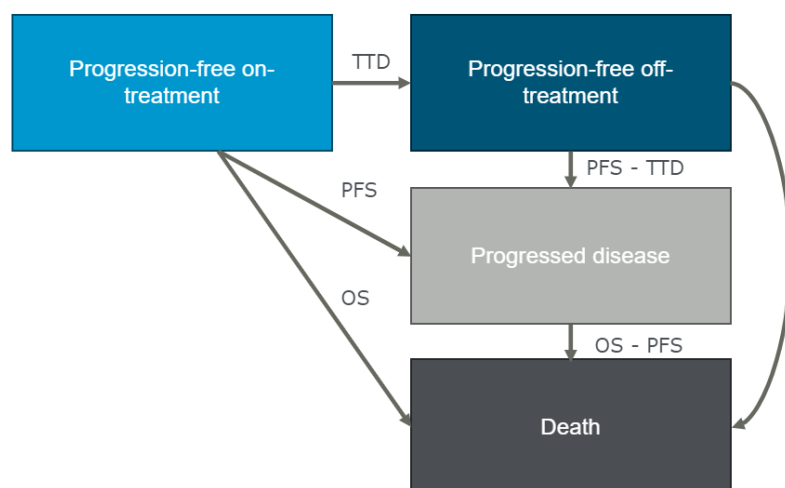 Progression-free on-
treatment
TTD
Progression-free off-
treatment
PFS - TTD
PFS
Progressed disease
OS
OS - PFS
Death